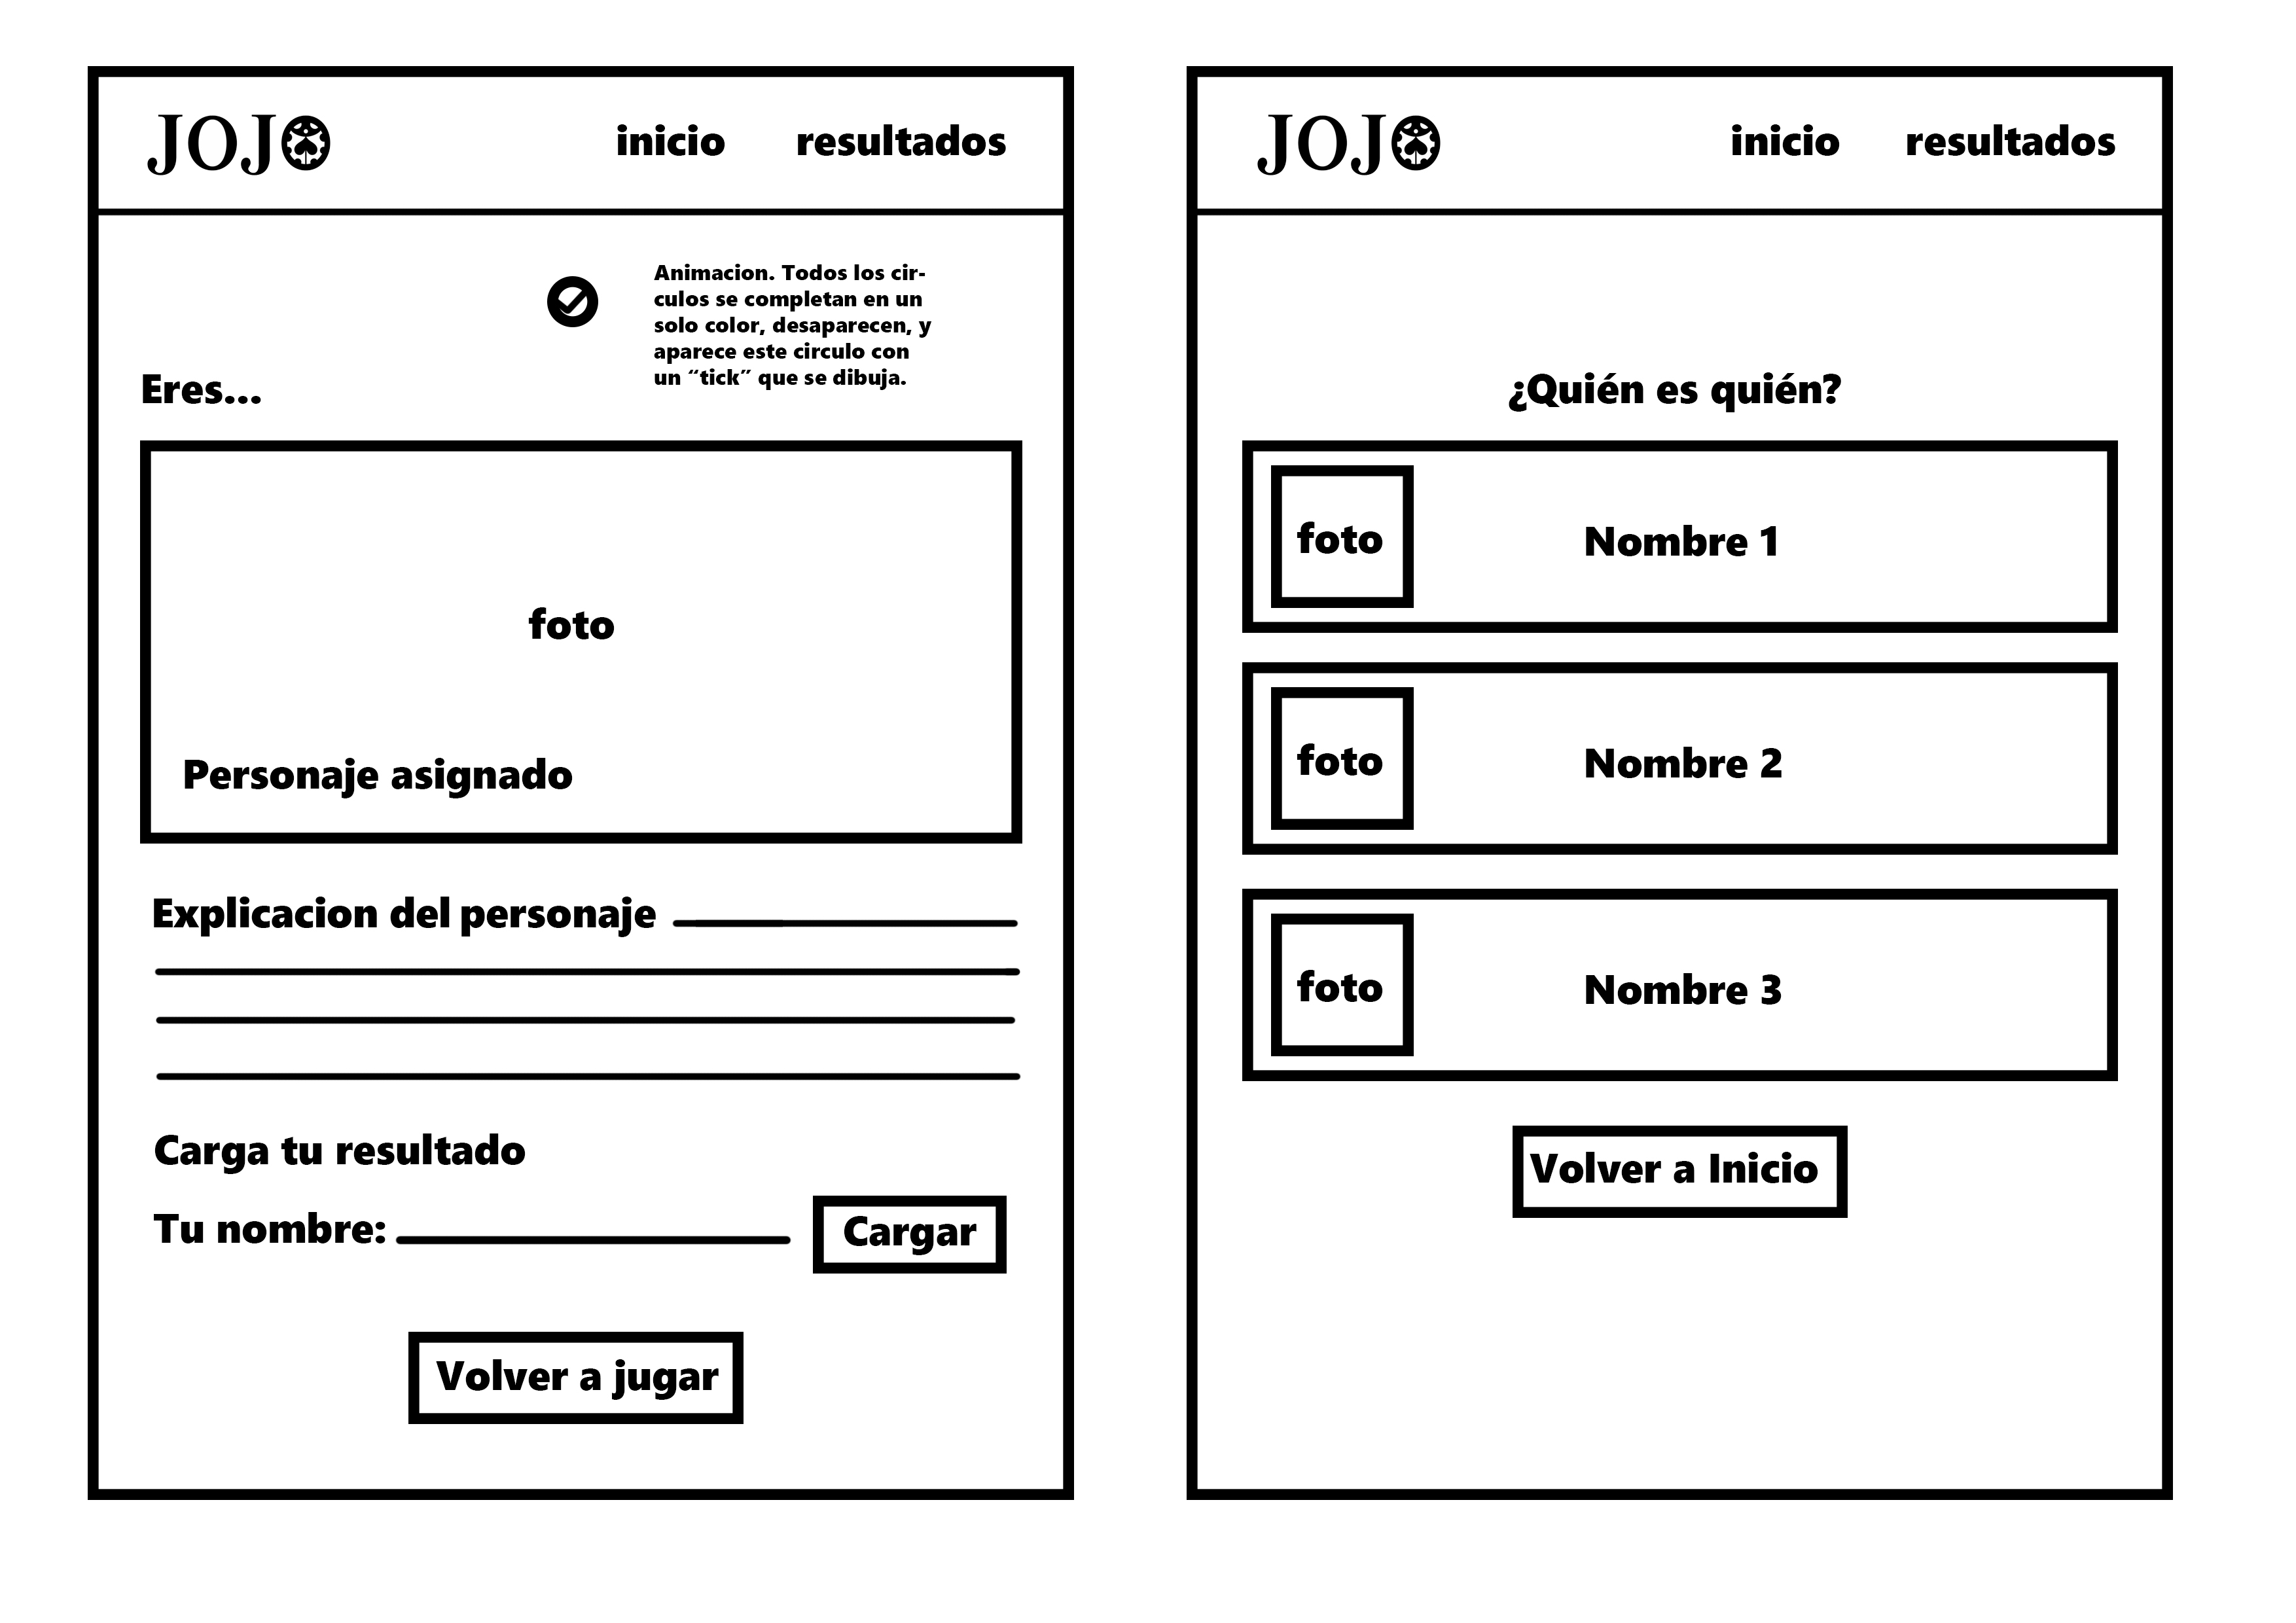 JOJO
inicio
resultados
Animacion. Todos los cir-
culos se completan en un
solo color, desaparecen, y
aparece este circulo con
un “tick” que se dibuja.
Eres...
foto
Personaje asignado
Explicacion del personaje
Carga tu resultado
Tu nombre:
Cargar
Volver a jugar
JOJO
inicio
resultados
¿Quién es quién?
foto
Nombre 1
foto
Nombre 2
foto
Nombre 3
Volver a Inicio